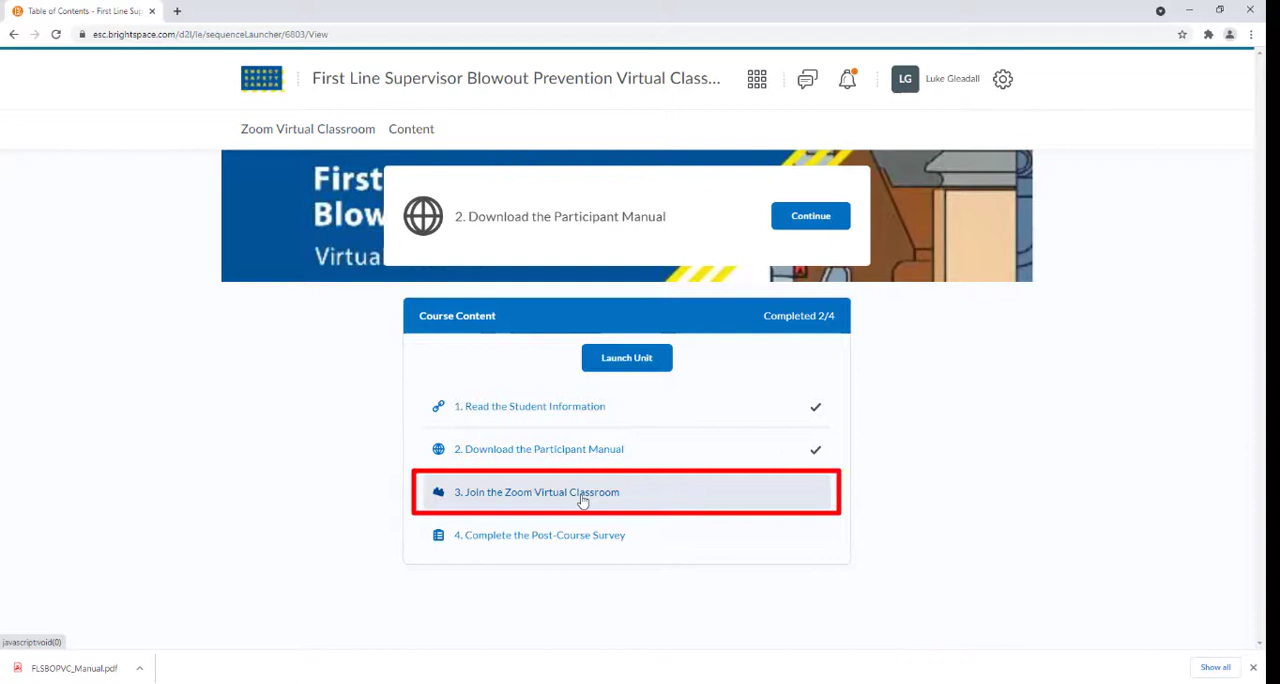 Table of Contents - First Line Sup
esc.brightspace.com/d2l/le/sequenceLauncher/6803/View
ENERGY SAFETY CANADA
First Line Supervisor Blowout Prevention Virtual Class...
LG
Luke Gleadall
Zoom Virtual Classroom
Content
First
Blow
Virtua
2. Download the Participant Manual
Continue
Course Content
Completed 2/4
Launch Unit
1. Read the Student Information
2. Download the Participant Manual
3. Join the Zoom Virtual Classroom
4. Complete the Post-Course Survey
javascript:void(0)
FLSBOPVC_Manual.pdf
Show all